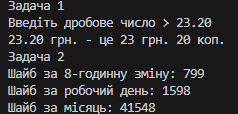 Задача 1
Введіть дробове число > 23.20
23.20 грн. - це 23 грн. 20 коп.
Задача 2
Шайб за 8-годинну зміну: 799
Шайб за робочий день: 1598
Шайб за місяць: 41548